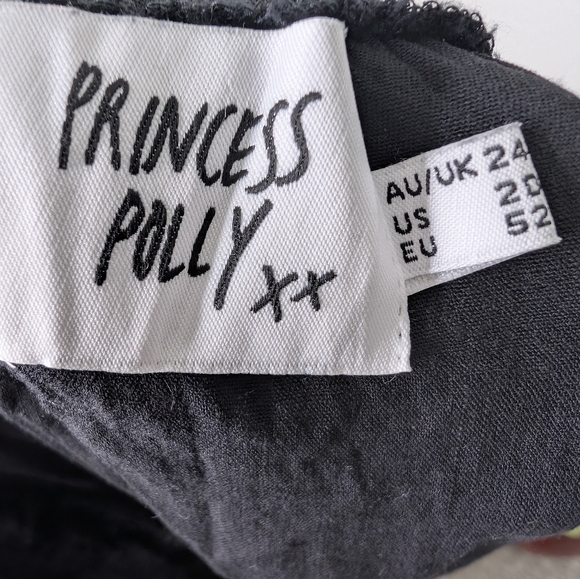 PRINCESS
POLLY
xx
AU/UK 24
US 20
EU 52